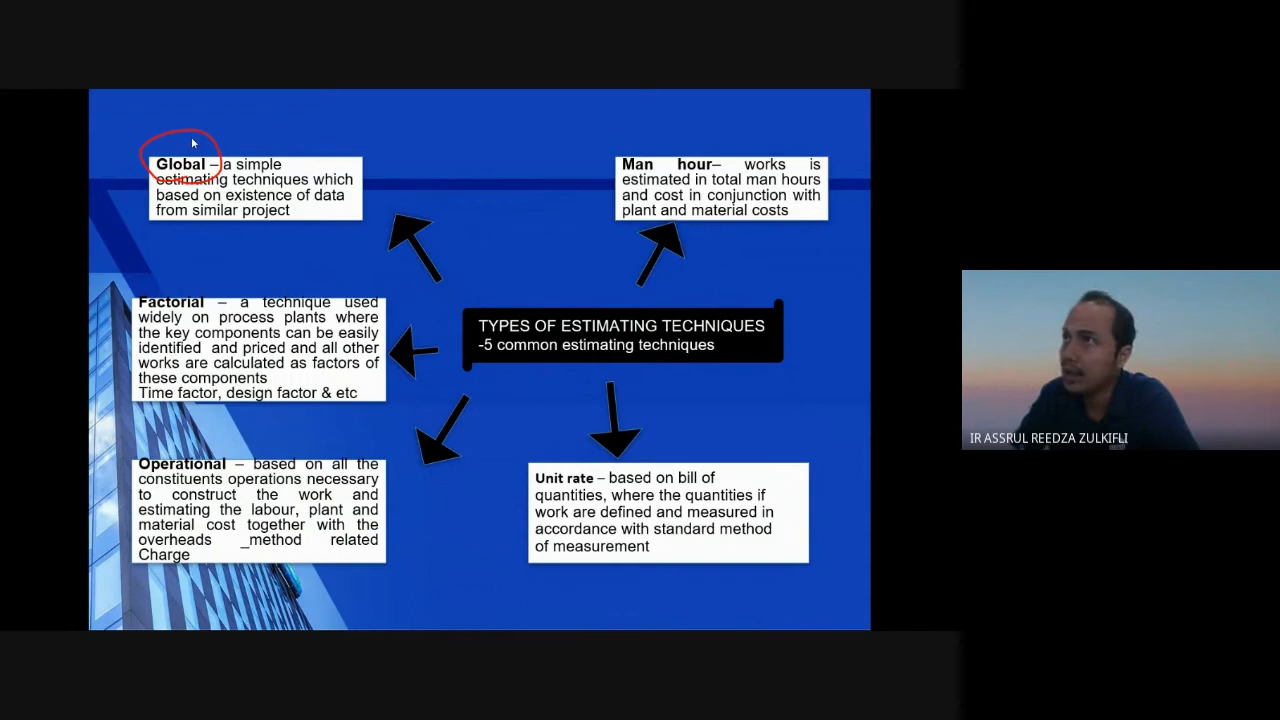 Global – a simple
estimating techniques which
based on existence of data
from similar project
Man hour– works is
estimated in total man hours
and cost in conjunction with
plant and material costs
Factorial – a technique used
widely on process plants where
the key components can be easily
identified and priced and all other
works are calculated as factors of
these components
Time factor, design factor & etc
TYPES OF ESTIMATING TECHNIQUES
-5 common estimating techniques
Operational – based on all the
constituents operations necessary
to construct the work and
estimating the labour, plant and
material cost together with the
overheads _method related
Charge
Unit rate – based on bill of
quantities, where the quantities if
work are defined and measured in
accordance with standard method
of measurement
IR ASSRUL REEDZA ZULKIFLI